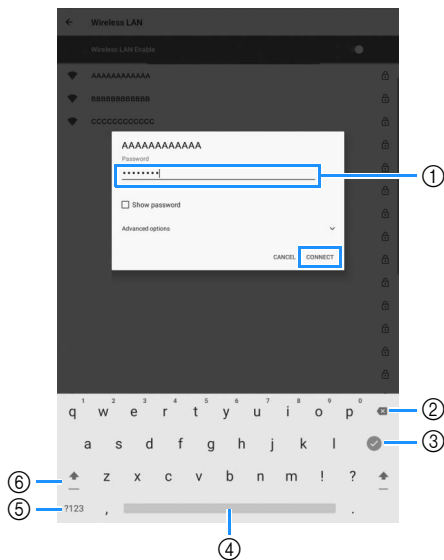 Wireless LAN
Wireless LAN Enable
AAAAAAAAAAAA
BBBBBBBBBBBB
CCCCCCCCCCCC
AAAAAAAAAAAA
Password
••••••••
①
Show password
Advanced options
CANCEL CONNECT
1 2 3 4 5 6 7 8 9 0
q w e r t y u i o p
②
a s d f g h j k l
③
⑥
z x c v b n m ! ?
⑤
?123 , .
④